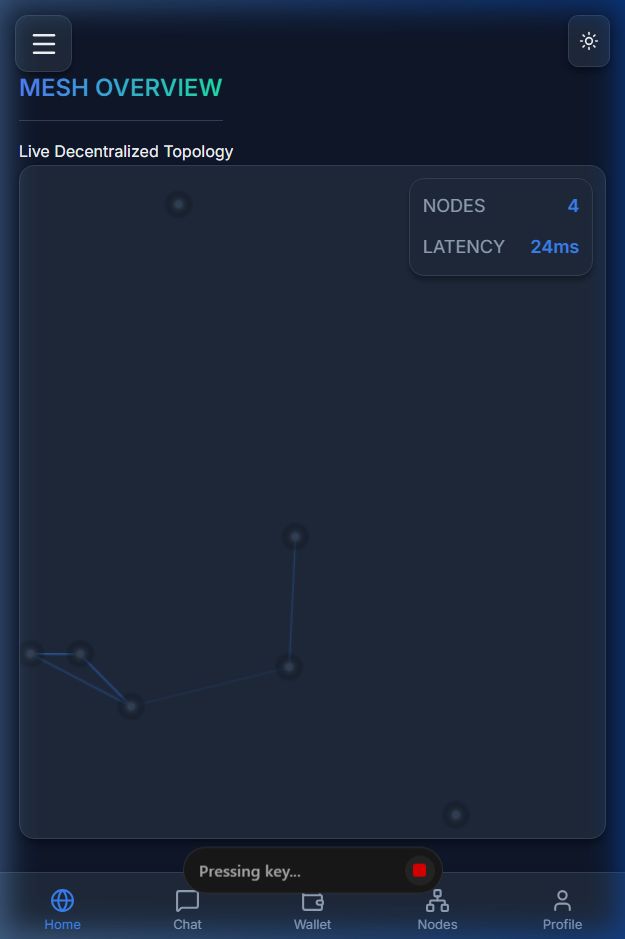 MESH OVERVIEW
Live Decentralized Topology
NODES 4
LATENCY 24ms
Pressing key...
Home Chat Wallet Nodes Profile